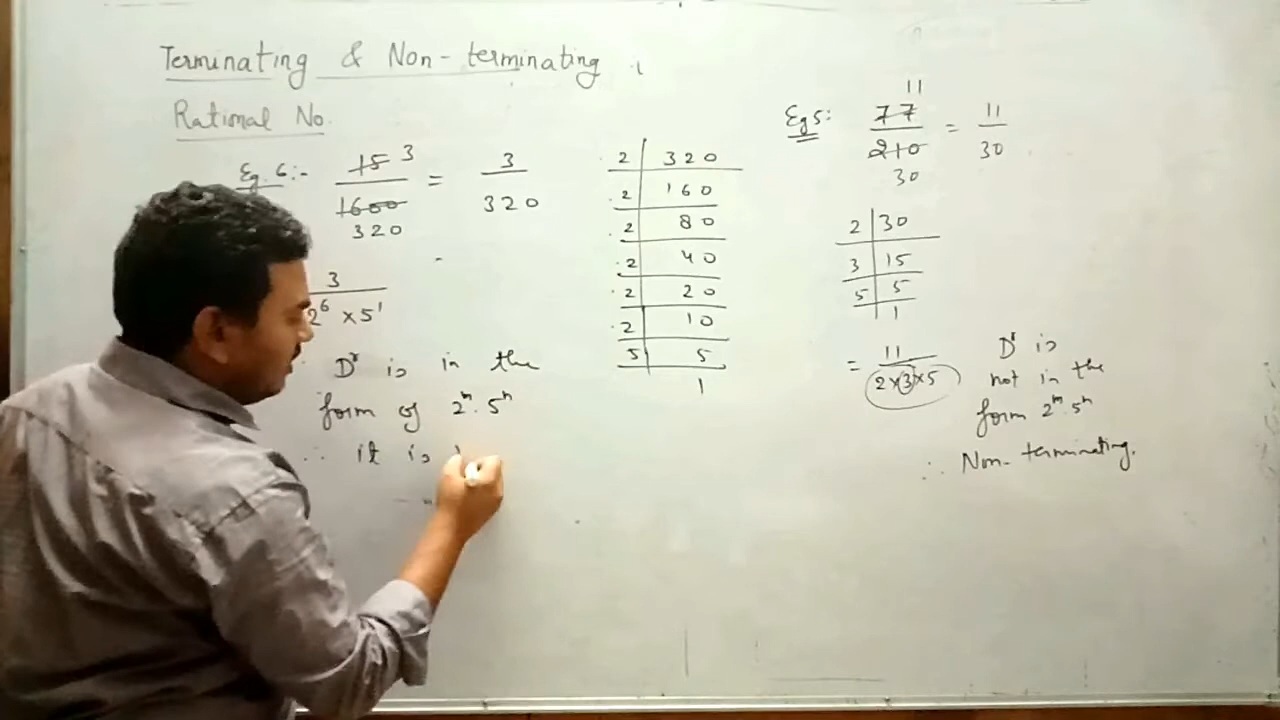 Terminating & Non-terminating
Rational No.
Eg. 6:- 15 3 / 1600 320 = 3 / 320
3 / 2⁶ × 5¹
Dʳ is in the
form of 2ᵐ. 5ⁿ
∴ it is
2 | 320
2 | 160
2 | 80
2 | 40
2 | 20
2 | 10
5 | 5
1
Eg 5: 11 77 / 210 30 = 11 / 30
2 | 30
3 | 15
5 | 5
1
= 11 / 2×3×5
Dʳ is
not in the
form 2ᵐ. 5ⁿ
∴ Non-terminating.